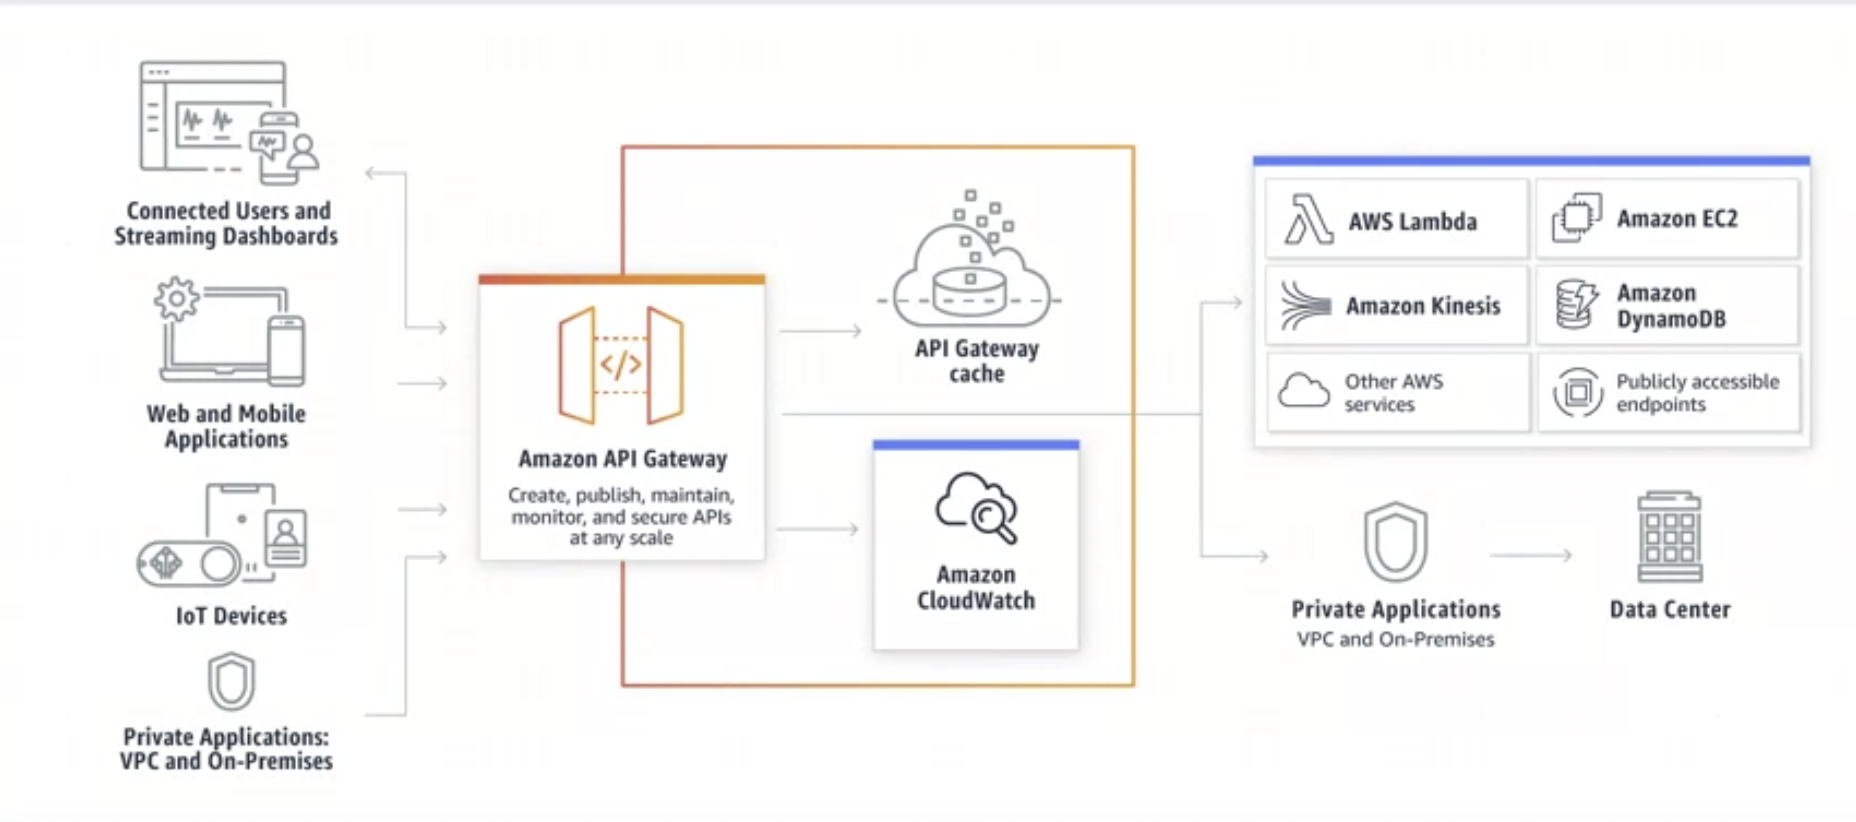 Connected Users and
Streaming Dashboards
Web and Mobile
Applications
IoT Devices
Private Applications:
VPC and On-Premises
</>
Amazon API Gateway
Create, publish, maintain,
monitor, and secure APIs
at any scale
API Gateway
cache
Amazon
CloudWatch
AWS Lambda
Amazon EC2
Amazon Kinesis
Amazon
DynamoDB
Other AWS
services
Publicly accessible
endpoints
Private Applications
VPC and On-Premises
Data Center